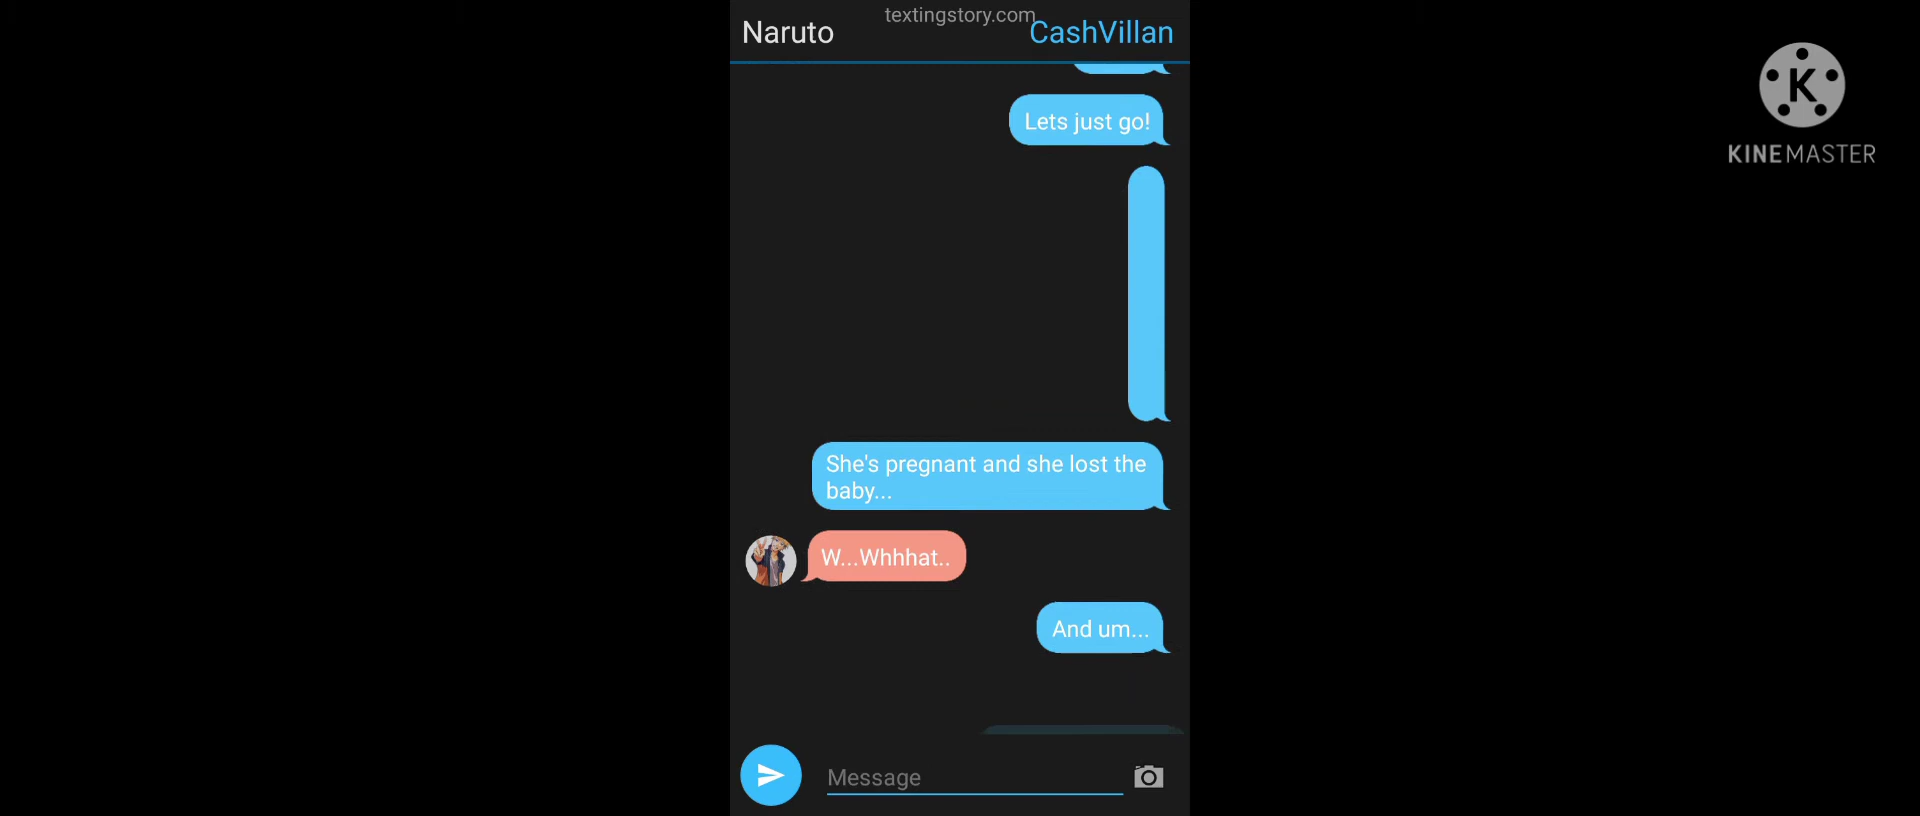 textingstory.com
Naruto
CashVillan
K
KINEMASTER
Lets just go!
She's pregnant and she lost the
baby...
W...Whhhat..
And um...
Message